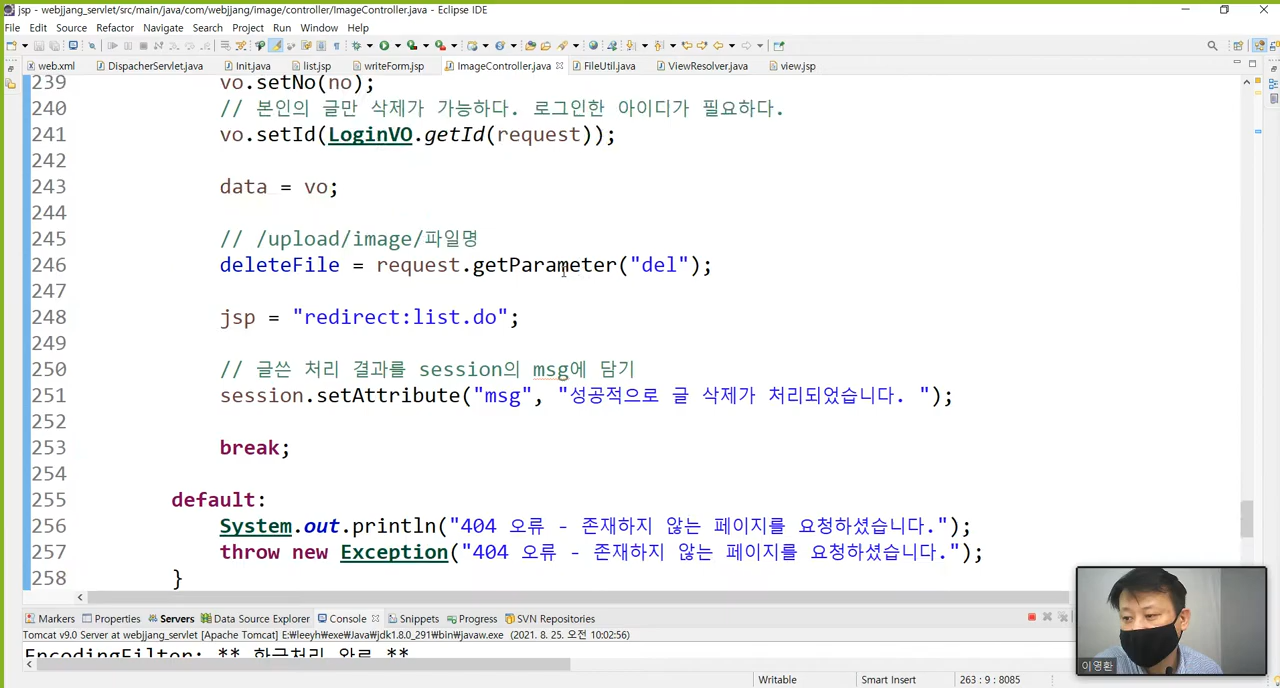 jsp - webjjang_servlet/src/main/java/com/webjjang/image/controller/ImageController.java - Eclipse IDE
File Edit Source Refactor Navigate Search Project Run Window Help
web.xml DispacherServlet.java Init.java list.jsp writeForm.jsp ImageController.java FileUtil.java ViewResolver.java view.jsp
239 vo.setNo(no);
240 // 본인의 글만 삭제가 가능하다. 로그인한 아이디가 필요하다.
241 vo.setId(LoginVO.getId(request));
242
243 data = vo;
244
245 // /upload/image/파일명
246 deleteFile = request.getParameter("del");
247
248 jsp = "redirect:list.do";
249
250 // 글쓴 처리 결과를 session의 msg에 담기
251 session.setAttribute("msg", "성공적으로 글 삭제가 처리되었습니다. ");
252
253 break;
254
255 default:
256 System.out.println("404 오류 - 존재하지 않는 페이지를 요청하셨습니다.");
257 throw new Exception("404 오류 - 존재하지 않는 페이지를 요청하셨습니다.");
258 }
Markers Properties Servers Data Source Explorer Console Snippets Progress SVN Repositories
Tomcat v9.0 Server at webjjang_servlet [Apache Tomcat] E:₩leeyh₩exe₩Java₩jdk1.8.0_291₩bin₩javaw.exe (2021. 8. 25. 오전 10:02:56)
EncodingFilter: ** 한글처리 완료 **
이영환
Writable Smart Insert 263 : 9 : 8085